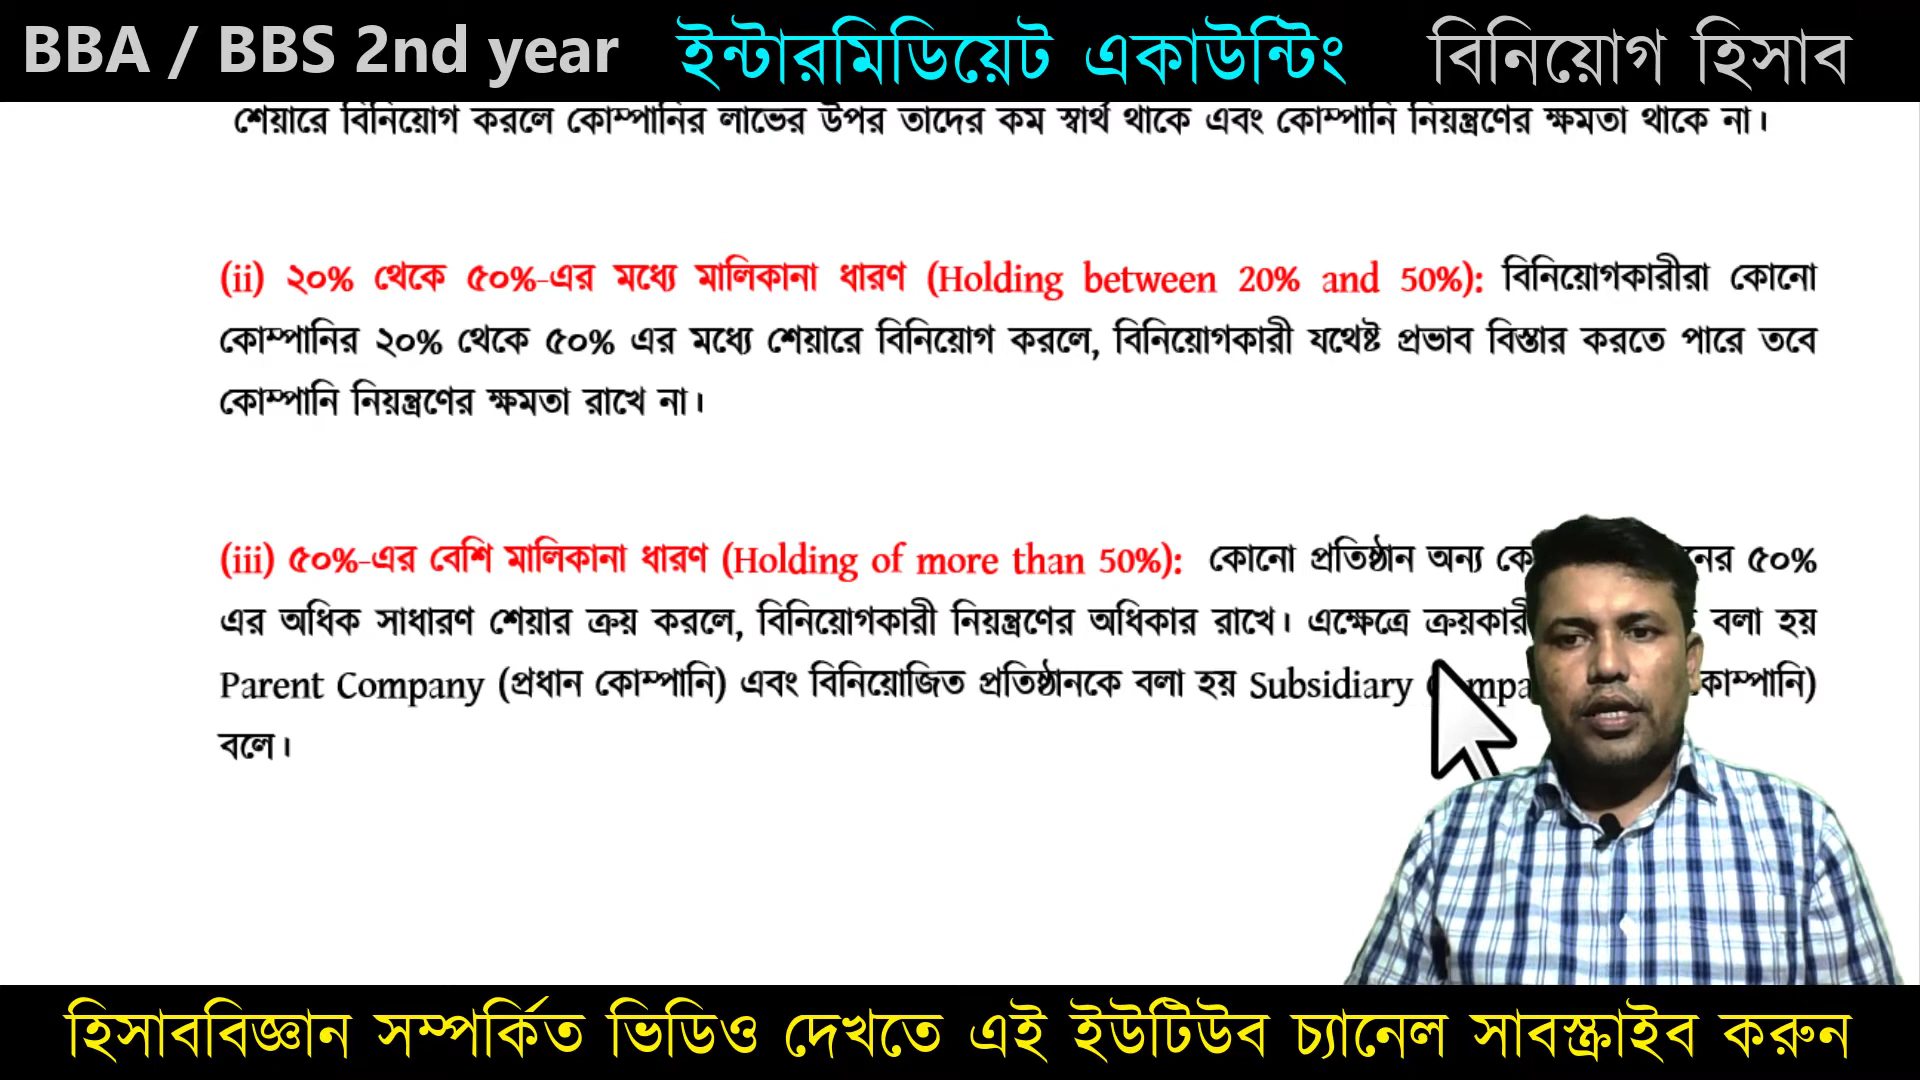 BBA / BBS 2nd year ইন্টারমিডিয়েট একাউন্টিং বিনিয়োগ হিসাব
শেয়ারে বিনিয়োগ করলে কোম্পানির লাভের উপর তাদের কম স্বার্থ থাকে এবং কোম্পানি নিয়ন্ত্রণের ক্ষমতা থাকে না।
(ii) ২০% থেকে ৫০%-এর মধ্যে মালিকানা ধারণ (Holding between 20% and 50%): বিনিয়োগকারীরা কোনো
কোম্পানির ২০% থেকে ৫০% এর মধ্যে শেয়ারে বিনিয়োগ করলে, বিনিয়োগকারী যথেষ্ট প্রভাব বিস্তার করতে পারে তবে
কোম্পানি নিয়ন্ত্রণের ক্ষমতা রাখে না।
(iii) ৫০%-এর বেশি মালিকানা ধারণ (Holding of more than 50%): কোনো প্রতিষ্ঠান অন্য ৫০%
এর অধিক সাধারণ শেয়ার ক্রয় করলে, বিনিয়োগকারী নিয়ন্ত্রণের অধিকার রাখে। এক্ষেত্রে ক্রয়কারী বলা হয়
Parent Company (প্রধান কোম্পানি) এবং বিনিয়োজিত প্রতিষ্ঠানকে বলা হয় Subsidiary কোম্পানি)
বলে।
হিসাববিজ্ঞান সম্পর্কিত ভিডিও দেখতে এই ইউটিউব চ্যানেল সাবস্ক্রাইব করুন